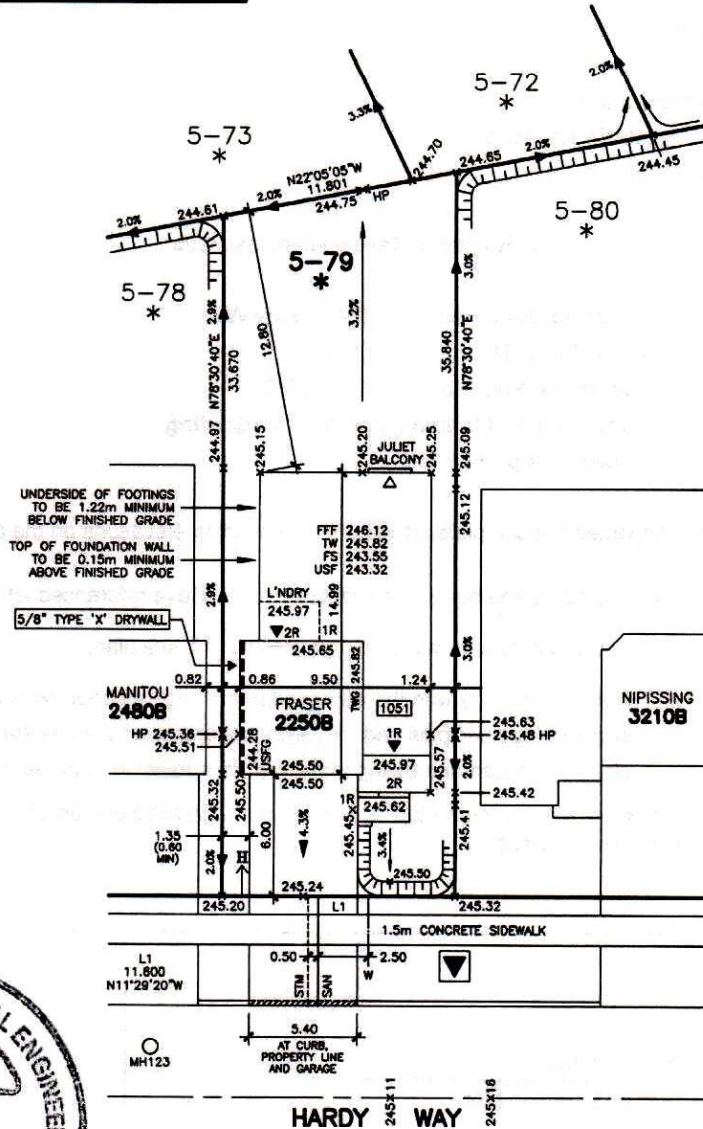 5-72
2.0%
3.3%
5-73
*
*
N22°05'05"W
11.801
244.70
244.65
2.0%
2.0%
244.75
HP
244.45
2.0%
244.61
5-80
*
5-79
*
5-78
*
2.9%
N78°30'40"E
33.670
12.80
3.2%
35.840
3.0%
N78°30'40"E
244.97
245.15
245.20
JULIET
BALCONY
245.25
245.09
245.12
UNDERSIDE OF FOOTINGS
TO BE 1.22m MINIMUM
BELOW FINISHED GRADE
TOP OF FOUNDATION WALL
TO BE 0.15m MINIMUM
ABOVE FINISHED GRADE
FFF 246.12
TW 245.82
FS 243.55
USF 243.32
14.99
2.9%
L'NDRY
245.97
2R
1R
5/8" TYPE 'X' DRYWALL
245.65
245.82
3.0%
0.82
0.86
9.50
1.24
MANITOU
2480B
FRASER
2250B
TWG
1051
NIPISSING
3210B
HP 245.36
245.51
244.28
USFG
1R
245.97
2R
245.63
245.48 HP
245.57
2.0%
245.50
245.50
245.32
245.50
245.42
1R
245.62
245.45
245.41
1.35
(0.60
MIN)
2.0%
H
6.00
4.3%
3.4%
245.50
245.24
245.20
L1
245.32
1.5m CONCRETE SIDEWALK
L1
11.600
N11°29'20"W
0.50
2.50
STM
SAN
W
5.40
AT CURB,
PROPERTY LINE
AND GARAGE
MH123
HARDY WAY
245x11
245x16
AL ENGINEE